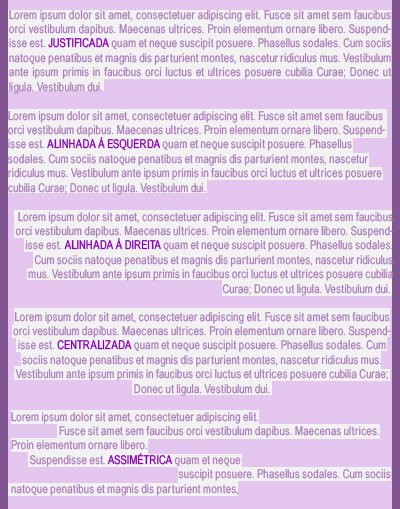 Lorem ipsum dolor sit amet, consectetuer adipiscing elit. Fusce sit amet sem faucibus
orci vestibulum dapibus. Maecenas ultrices. Proin elementum ornare libero. Suspend-
isse est. JUSTIFICADA quam et neque suscipit posuere. Phasellus sodales. Cum sociis
natoque penatibus et magnis dis parturient montes, nascetur ridiculus mus. Vestibulum
ante ipsum primis in faucibus orci luctus et ultrices posuere cubilia Curae; Donec ut
ligula. Vestibulum dui.
Lorem ipsum dolor sit amet, consectetuer adipiscing elit. Fusce sit amet sem faucibus
orci vestibulum dapibus. Maecenas ultrices. Proin elementum ornare libero. Suspend-
isse est. ALINHADA Á ESQUERDA quam et neque suscipit posuere. Phasellus
sodales. Cum sociis natoque penatibus et magnis dis parturient montes, nascetur
ridiculus mus. Vestibulum ante ipsum primis in faucibus orci luctus et ultrices posuere
cubilia Curae; Donec ut ligula. Vestibulum dui.
Lorem ipsum dolor sit amet, consectetuer adipiscing elit. Fusce sit amet sem faucibus
orci vestibulum dapibus. Maecenas ultrices. Proin elementum ornare libero. Suspend-
isse est. ALINHADA Á DIREITA quam et neque suscipit posuere. Phasellus sodales.
Cum sociis natoque penatibus et magnis dis parturient montes, nascetur ridiculus
mus. Vestibulum ante ipsum primis in faucibus orci luctus et ultrices posuere cubilia
Curae; Donec ut ligula. Vestibulum dui.
Lorem ipsum dolor sit amet, consectetuer adipiscing elit. Fusce sit amet sem faucibus
orci vestibulum dapibus. Maecenas ultrices. Proin elementum ornare libero. Suspend-
isse est. CENTRALIZADA quam et neque suscipit posuere. Phasellus sodales. Cum
sociis natoque penatibus et magnis dis parturient montes, nascetur ridiculus mus.
Vestibulum ante ipsum primis in faucibus orci luctus et ultrices posuere cubilia Curae;
Donec ut ligula. Vestibulum dui.
Lorem ipsum dolor sit amet, consectetuer adipiscing elit.
Fusce sit amet sem faucibus orci vestibulum dapibus. Maecenas ultrices.
Proin elementum ornare libero.
Suspendisse est. ASSIMÉTRICA quam et neque
suscipit posuere. Phasellus sodales. Cum sociis
natoque penatibus et magnis dis parturient montes,